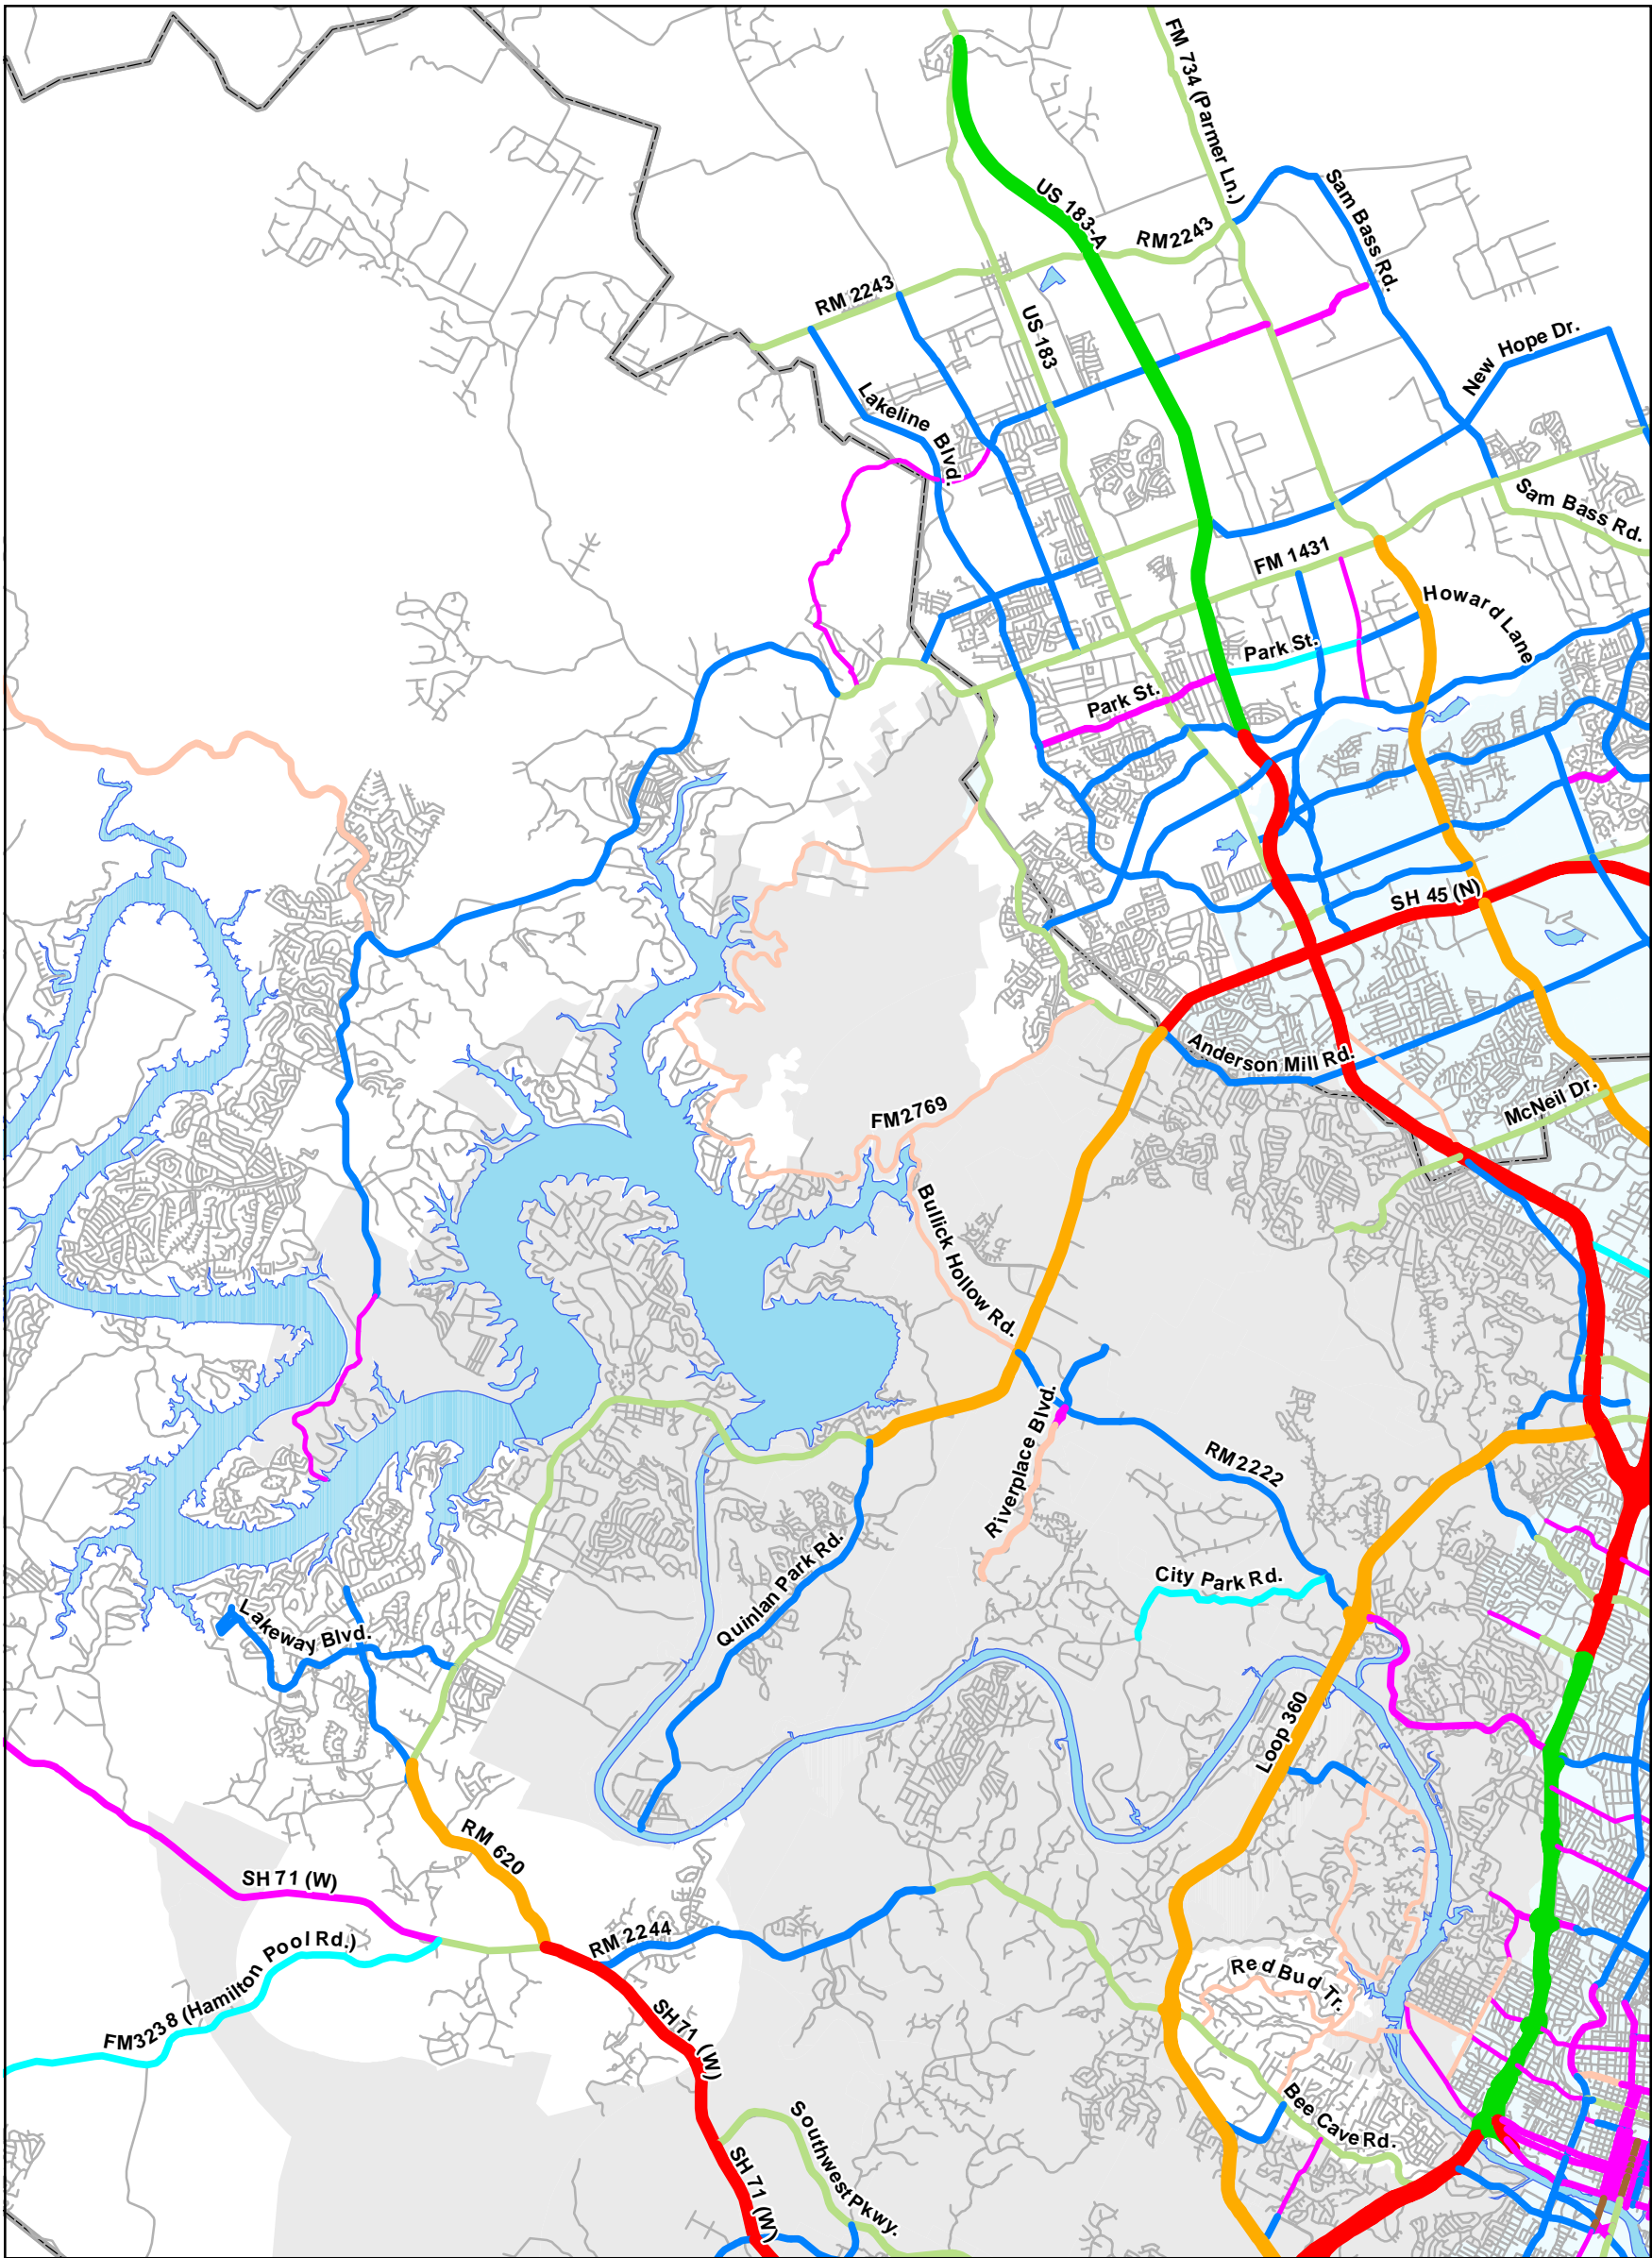 FM 734 (Parmer Ln.)
Sam Bass Rd.
US 183-A
RM2243
RM 2243
US 183
New Hope Dr.
Lakeline Blvd.
Sam Bass Rd.
FM 1431
Howard Lane
Park St.
Park St.
SH 45 (N)
Anderson Mill Rd.
McNeil Dr.
FM2769
Bullick Hollow Rd.
Riverplace Blvd.
RM 2222
Quinlan Park Rd.
City Park Rd.
Lakeway Blvd.
Loop 360
RM 620
SH 71 (W)
RM 2244
FM3238 (Hamilton Pool Rd.)
Red Bud Tr.
SH71 (W)
Bee Cave Rd.
Southwest Pkwy.
SH 71 (W)